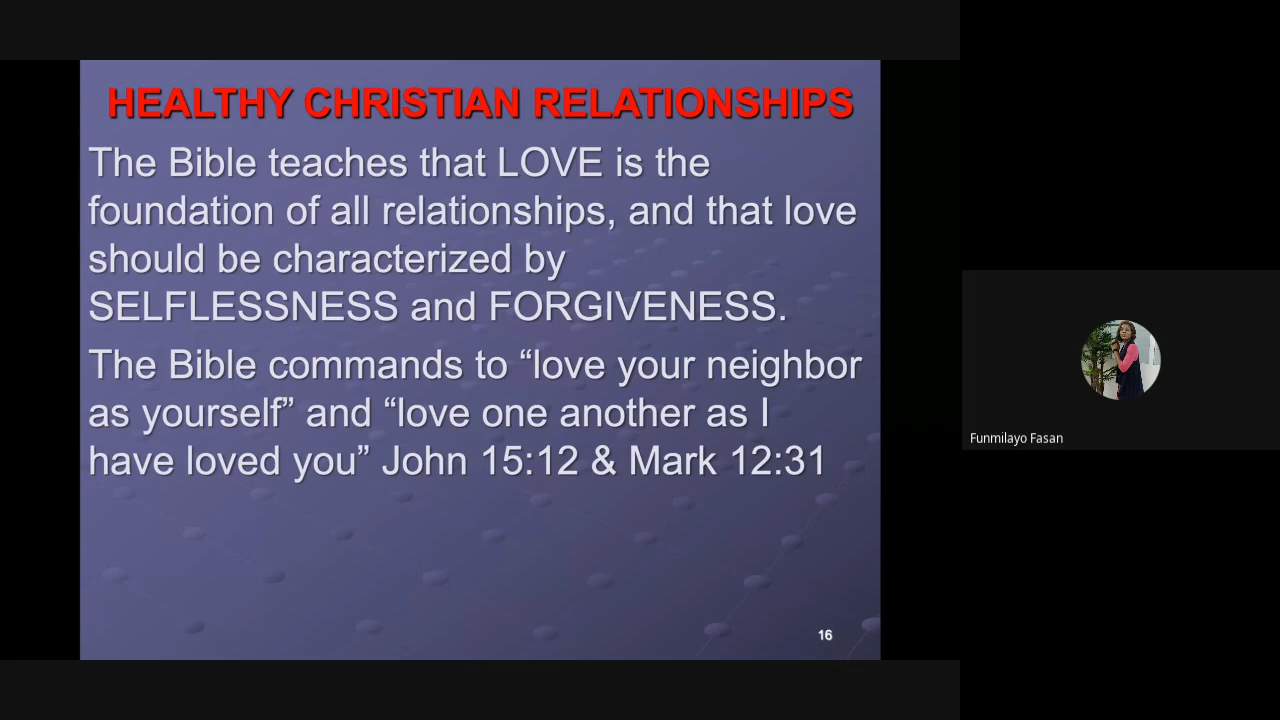 HEALTHY CHRISTIAN RELATIONSHIPS
The Bible teaches that LOVE is the
foundation of all relationships, and that love
should be characterized by
SELFLESSNESS and FORGIVENESS.
The Bible commands to “love your neighbor
as yourself” and “love one another as I
have loved you” John 15:12 & Mark 12:31
16
Funmilayo Fasan